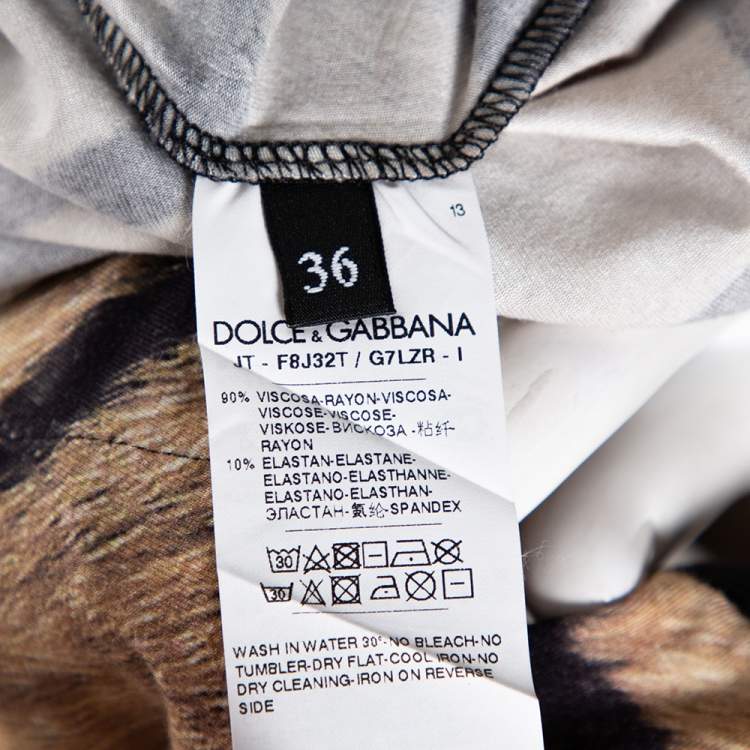 13
36
DOLCE & GABBANA
JT - F8J32T / G7LZR - I
90% VISCOSA-RAYON-VISCOSA-
VISCOSE-VISCOSE-
VISKOSE-ВИСКОЗА -粘纤-
RAYON
10% ELASTAN-ELASTANE-
ELASTANO-ELASTHANNE-
ELASTANO-ELASTHAN-
ЭЛАСТАН-氨纶-SPANDEX
30
30
WASH IN WATER 30°-NO BLEACH-NO
TUMBLER-DRY FLAT-COOL IRON-NO
DRY CLEANING-IRON ON REVERSE
SIDE